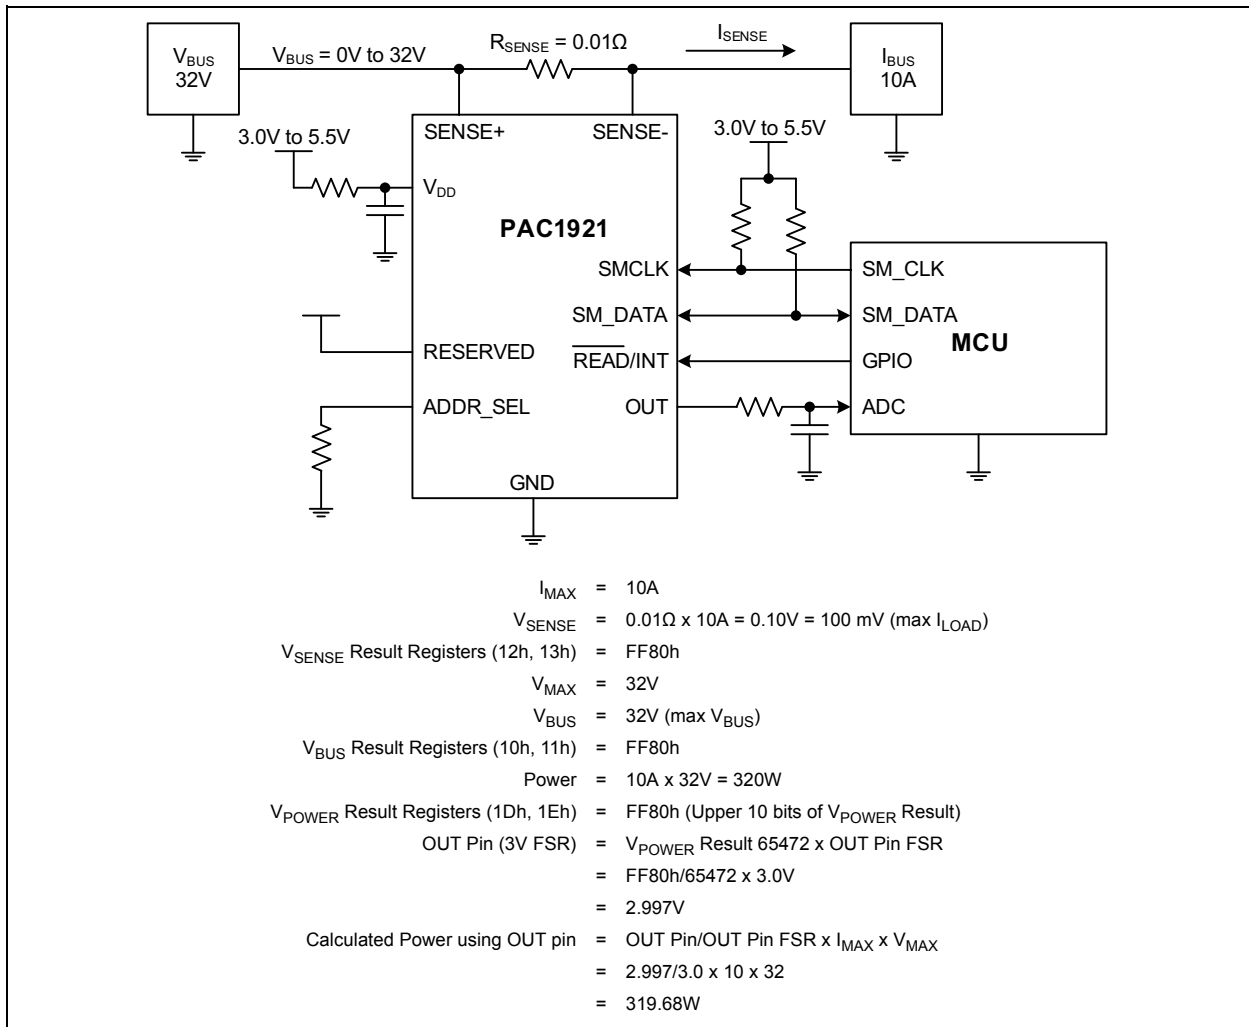 R_SENSE = 0.01Ω
I_SENSE
V_BUS
32V
V_BUS = 0V to 32V
I_BUS
10A
SENSE+
SENSE-
3.0V to 5.5V
3.0V to 5.5V
V_DD
PAC1921
SMCLK
SM_CLK
SM_DATA
SM_DATA
MCU
RESERVED
READ/INT
GPIO
ADDR_SEL
OUT
ADC
GND
I_MAX = 10A
V_SENSE = 0.01Ω x 10A = 0.10V = 100 mV (max I_LOAD)
V_SENSE Result Registers (12h, 13h) = FF80h
V_MAX = 32V
V_BUS = 32V (max V_BUS)
V_BUS Result Registers (10h, 11h) = FF80h
Power = 10A x 32V = 320W
V_POWER Result Registers (1Dh, 1Eh) = FF80h (Upper 10 bits of V_POWER Result)
OUT Pin (3V FSR) = V_POWER Result 65472 x OUT Pin FSR
= FF80h/65472 x 3.0V
= 2.997V
Calculated Power using OUT pin = OUT Pin/OUT Pin FSR x I_MAX x V_MAX
= 2.997/3.0 x 10 x 32
= 319.68W